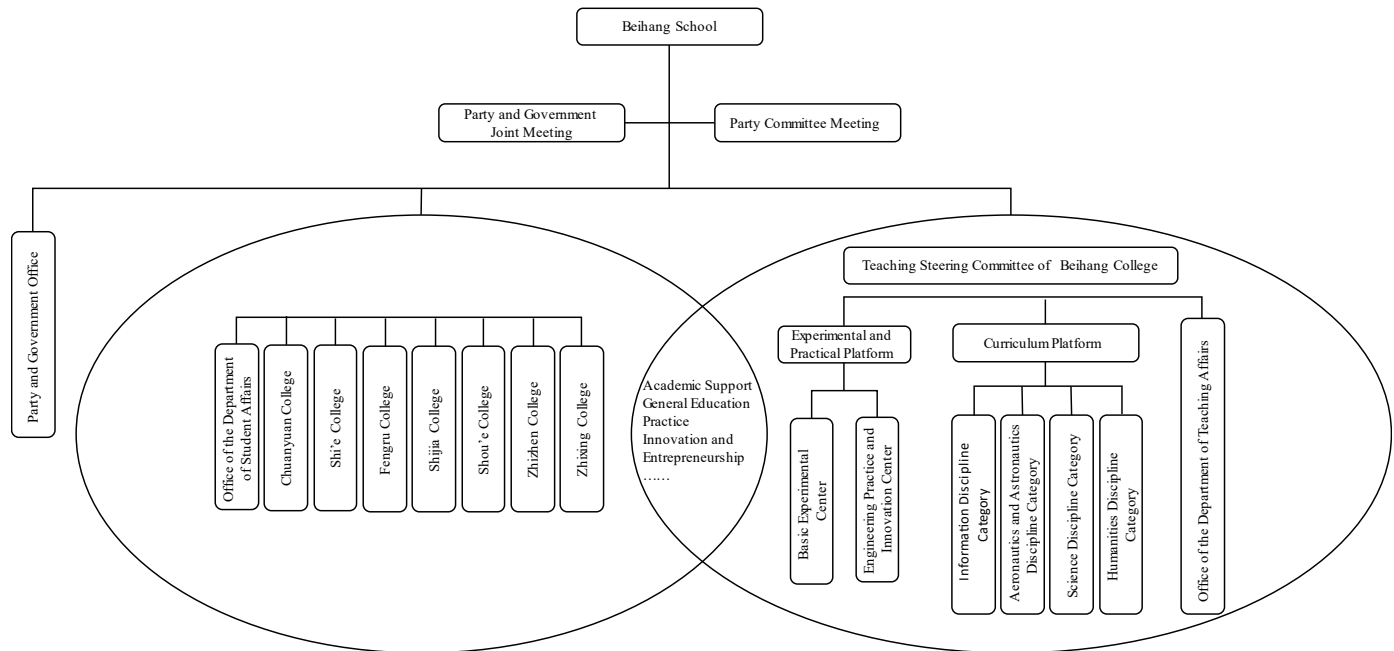 Beihang School
Party and Government
Joint Meeting
Party Committee Meeting
Party and Government Office
Teaching Steering Committee of Beihang College
Experimental and
Practical Platform
Curriculum Platform
Office of the Department of Teaching Affairs
Office of the Department
of Student Affairs
Chuanyuan College
Shi'e College
Fengru College
Shijia College
Shou'e College
Zhizhen College
Zhixing College
Academic Support
General Education
Practice
Innovation and
Entrepreneurship
……
Basic Experimental
Center
Engineering Practice and
Innovation Center
Information Discipline
Category
Aeronautics and Astronautics
Discipline Category
Science Discipline Category
Humanities Discipline
Category